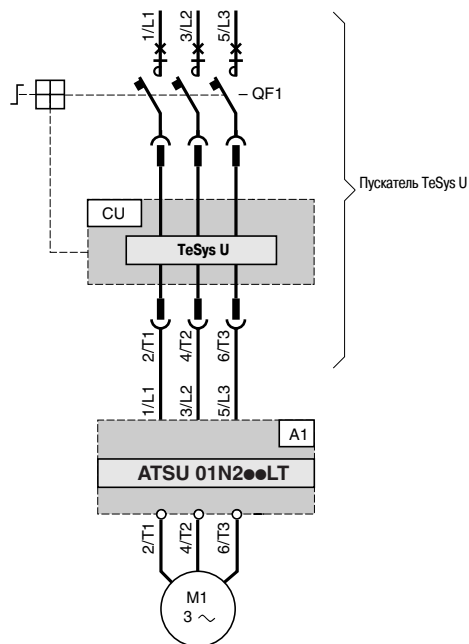 1/L1 3/L2 5/L3
QF1
Пускатель TeSys U
CU
TeSys U
2/T1 4/T2 6/T3
1/L1 3/L2 5/L3
A1
ATSU 01N2●●LT
2/T1 4/T2 6/T3
M1
3 ~